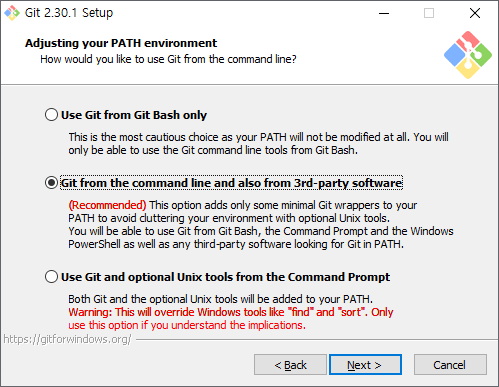 Git 2.30.1 Setup
Adjusting your PATH environment
How would you like to use Git from the command line?
Use Git from Git Bash only
This is the most cautious choice as your PATH will not be modified at all. You will
only be able to use the Git command line tools from Git Bash.
Git from the command line and also from 3rd-party software
(Recommended) This option adds only some minimal Git wrappers to your
PATH to avoid cluttering your environment with optional Unix tools.
You will be able to use Git from Git Bash, the Command Prompt and the Windows
PowerShell as well as any third-party software looking for Git in PATH.
Use Git and optional Unix tools from the Command Prompt
Both Git and the optional Unix tools will be added to your PATH.
Warning: This will override Windows tools like "find" and "sort". Only
use this option if you understand the implications.
https://gitforwindows.org/
< Back
Next >
Cancel